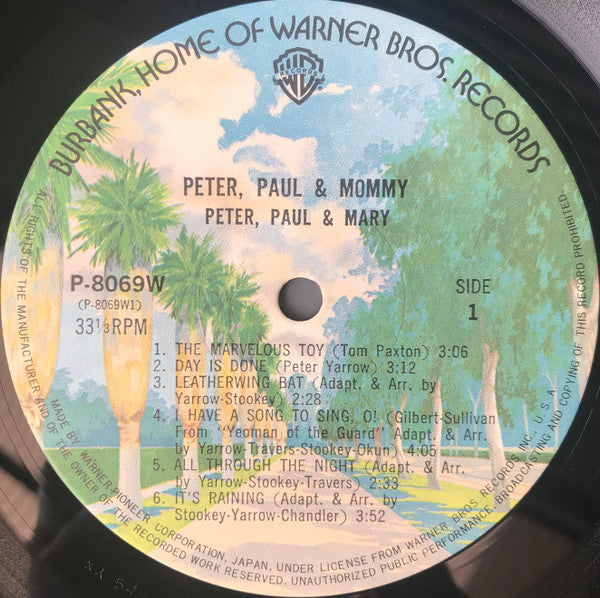 BURBANK, HOME OF WARNER BROS. RECORDS
W
RECORDS
PETER, PAUL & MOMMY
PETER, PAUL & MARY
P-8069W
(P-8069W1)
33⅓RPM
SIDE
1
1. THE MARVELOUS TOY (Tom Paxton) 3:06
2. DAY IS DONE (Peter Yarrow) 3:12
3. LEATHERWING BAT (Adapt. & Arr. by
Yarrow-Stookey) 2:28
4. I HAVE A SONG TO SING, O! (Gilbert-Sullivan
From "Yeoman of the Guard" Adapt. & Arr.
by Yarrow-Travers-Stookey-Okun) 4:05
5. ALL THROUGH THE NIGHT (Adapt. & Arr.
by Yarrow-Stookey-Travers) 2:33
6. IT'S RAINING (Adapt. & Arr. by
Stookey-Yarrow-Chandler) 3:52
MADE BY WARNER-PIONEER CORPORATION, JAPAN, UNDER LICENSE FROM WARNER BROS. RECORDS INC., U.S.A.
ALL RIGHTS OF THE MANUFACTURER AND OF THE OWNER OF THE RECORDED WORK RESERVED. UNAUTHORIZED PUBLIC PERFORMANCE, BROADCASTING AND COPYING OF THIS RECORD PROHIBITED.